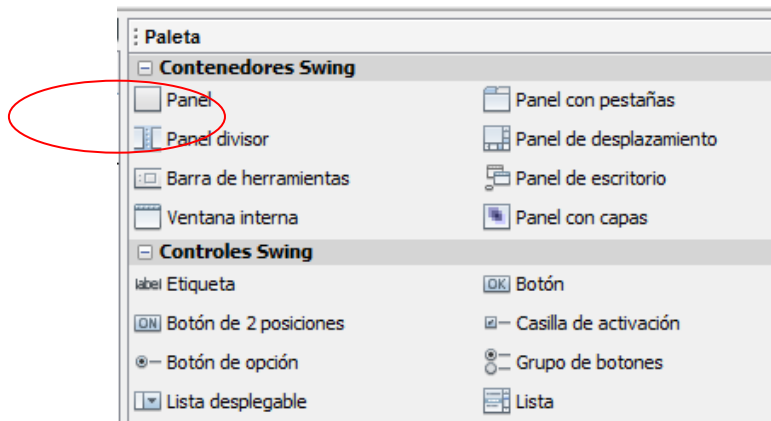 Paleta
Contenedores Swing
Panel Panel con pestañas
Panel divisor Panel de desplazamiento
Barra de herramientas Panel de escritorio
Ventana interna Panel con capas
Controles Swing
label Etiqueta OK Botón
ON Botón de 2 posiciones Casilla de activación
Botón de opción Grupo de botones
Lista desplegable Lista